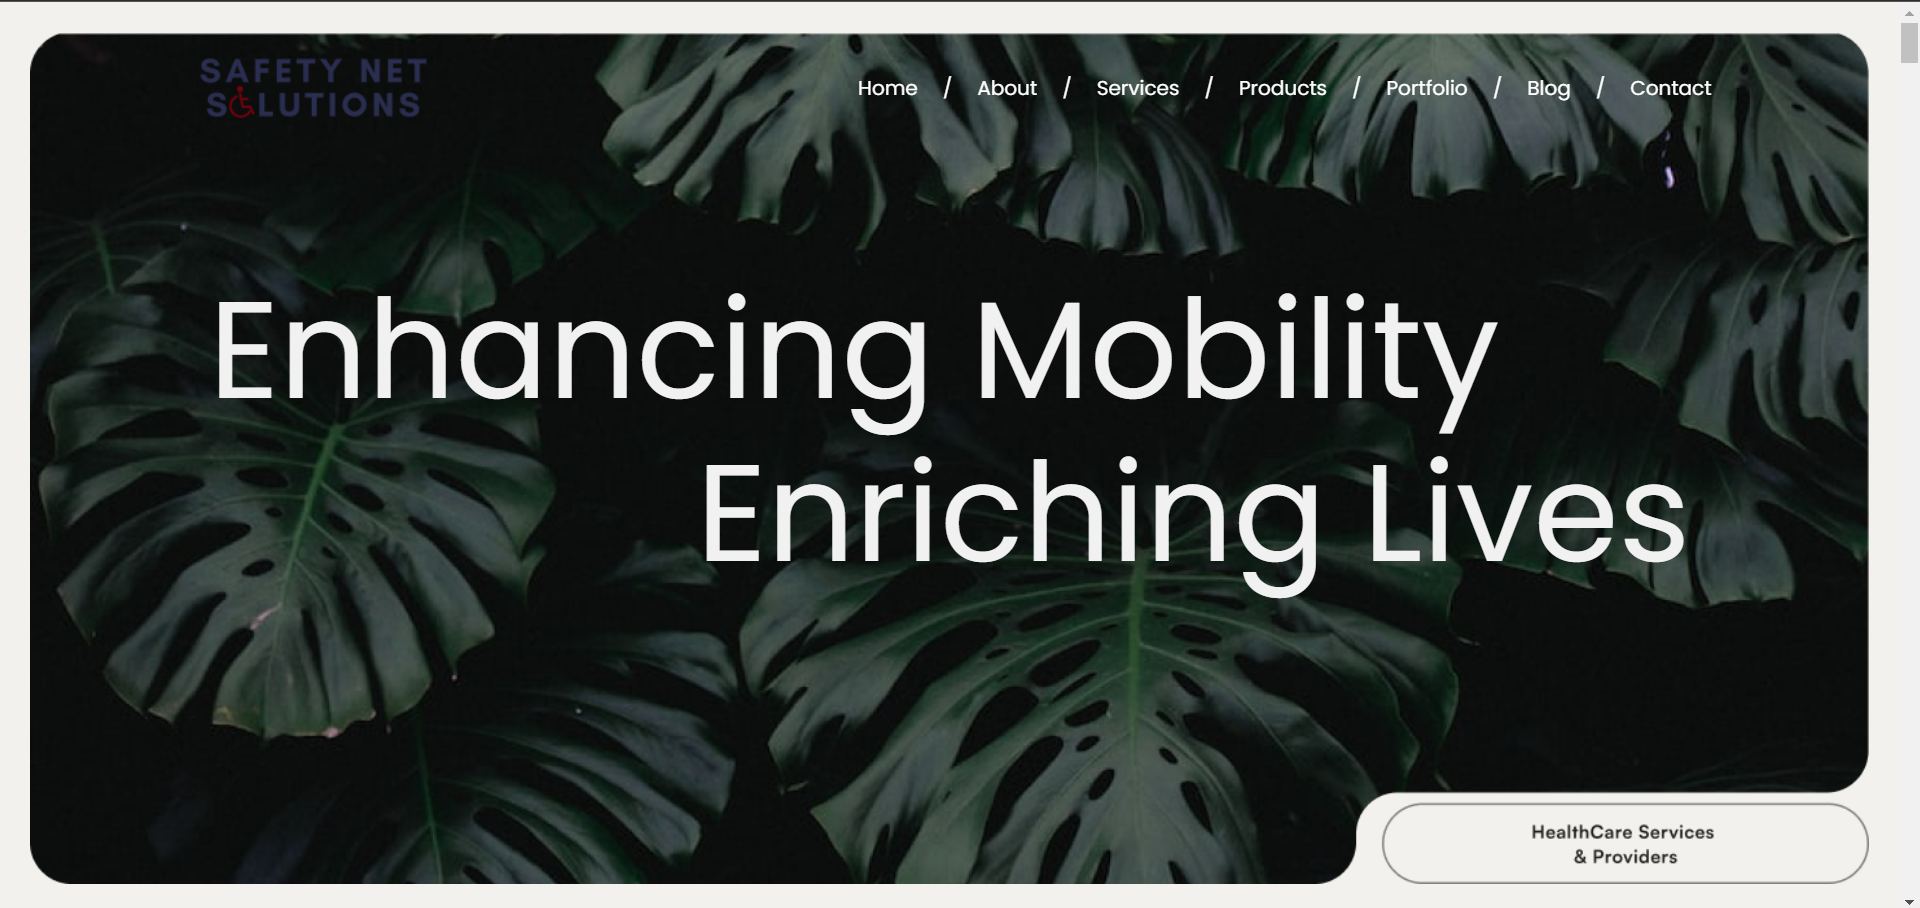 SAFETY NET
SOLUTIONS
Home / About / Services / Products / Portfolio / Blog / Contact
Enhancing Mobility
Enriching Lives
HealthCare Services
& Providers